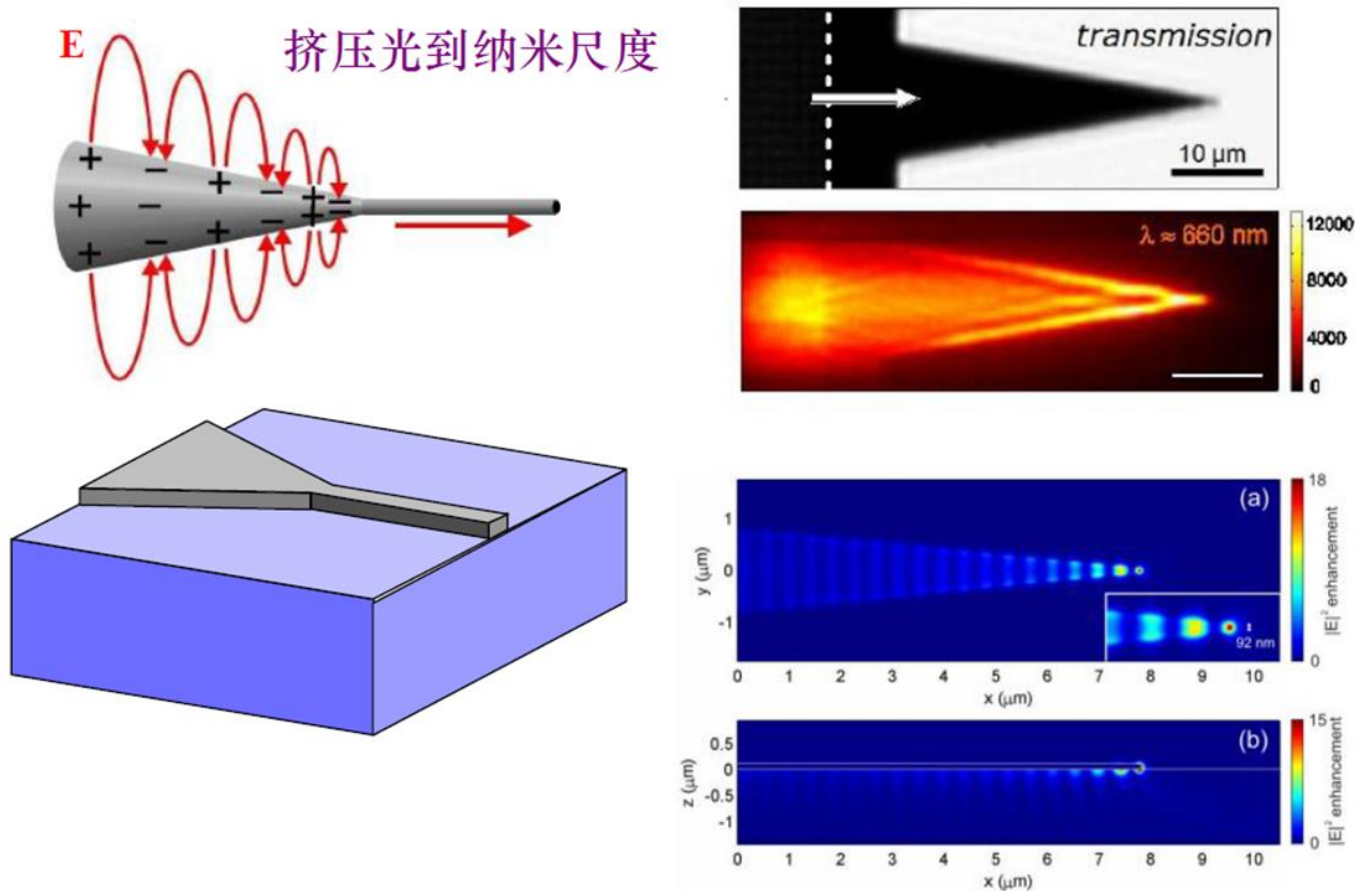 E
挤压光到纳米尺度
+ − + − + −
+ − + − + −
+ − +
transmission
10 μm
λ ≈ 660 nm
12000
8000
4000
0
(a)
1
0
-1
y (μm)
92 nm
18
0
|E|² enhancement
0 1 2 3 4 5 6 7 8 9 10
x (μm)
(b)
0.5
0
-0.5
-1
z (μm)
15
0
|E|² enhancement
0 1 2 3 4 5 6 7 8 9 10
x (μm)